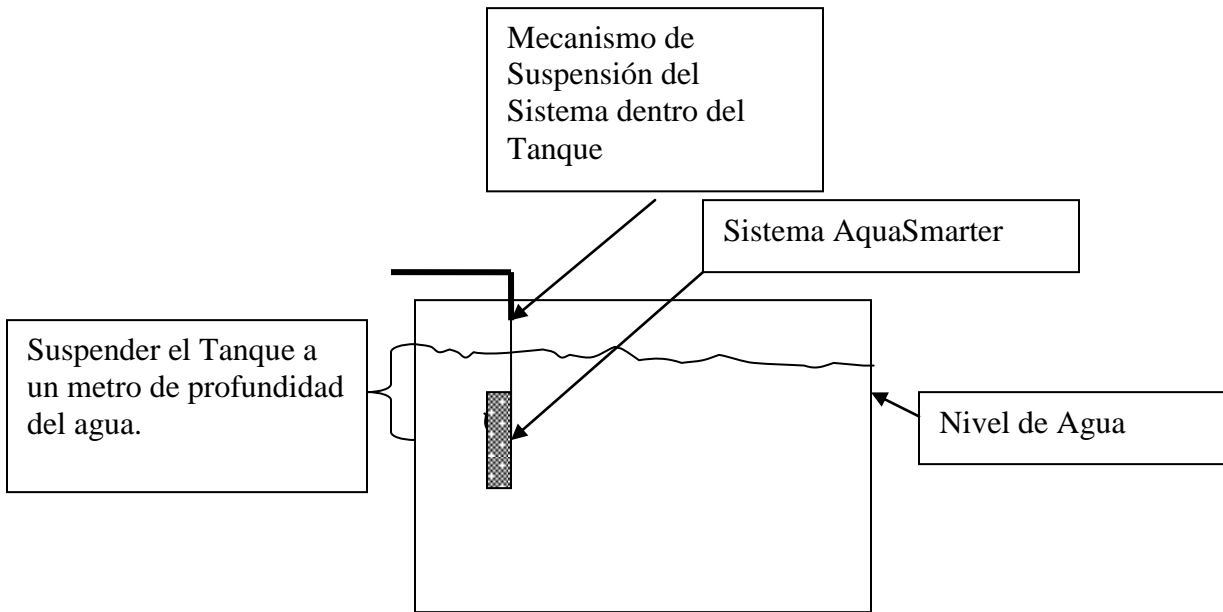 Mecanismo de
Suspensión del
Sistema dentro del
Tanque
Sistema AquaSmarter
Suspender el Tanque a
un metro de profundidad
del agua.
Nivel de Agua